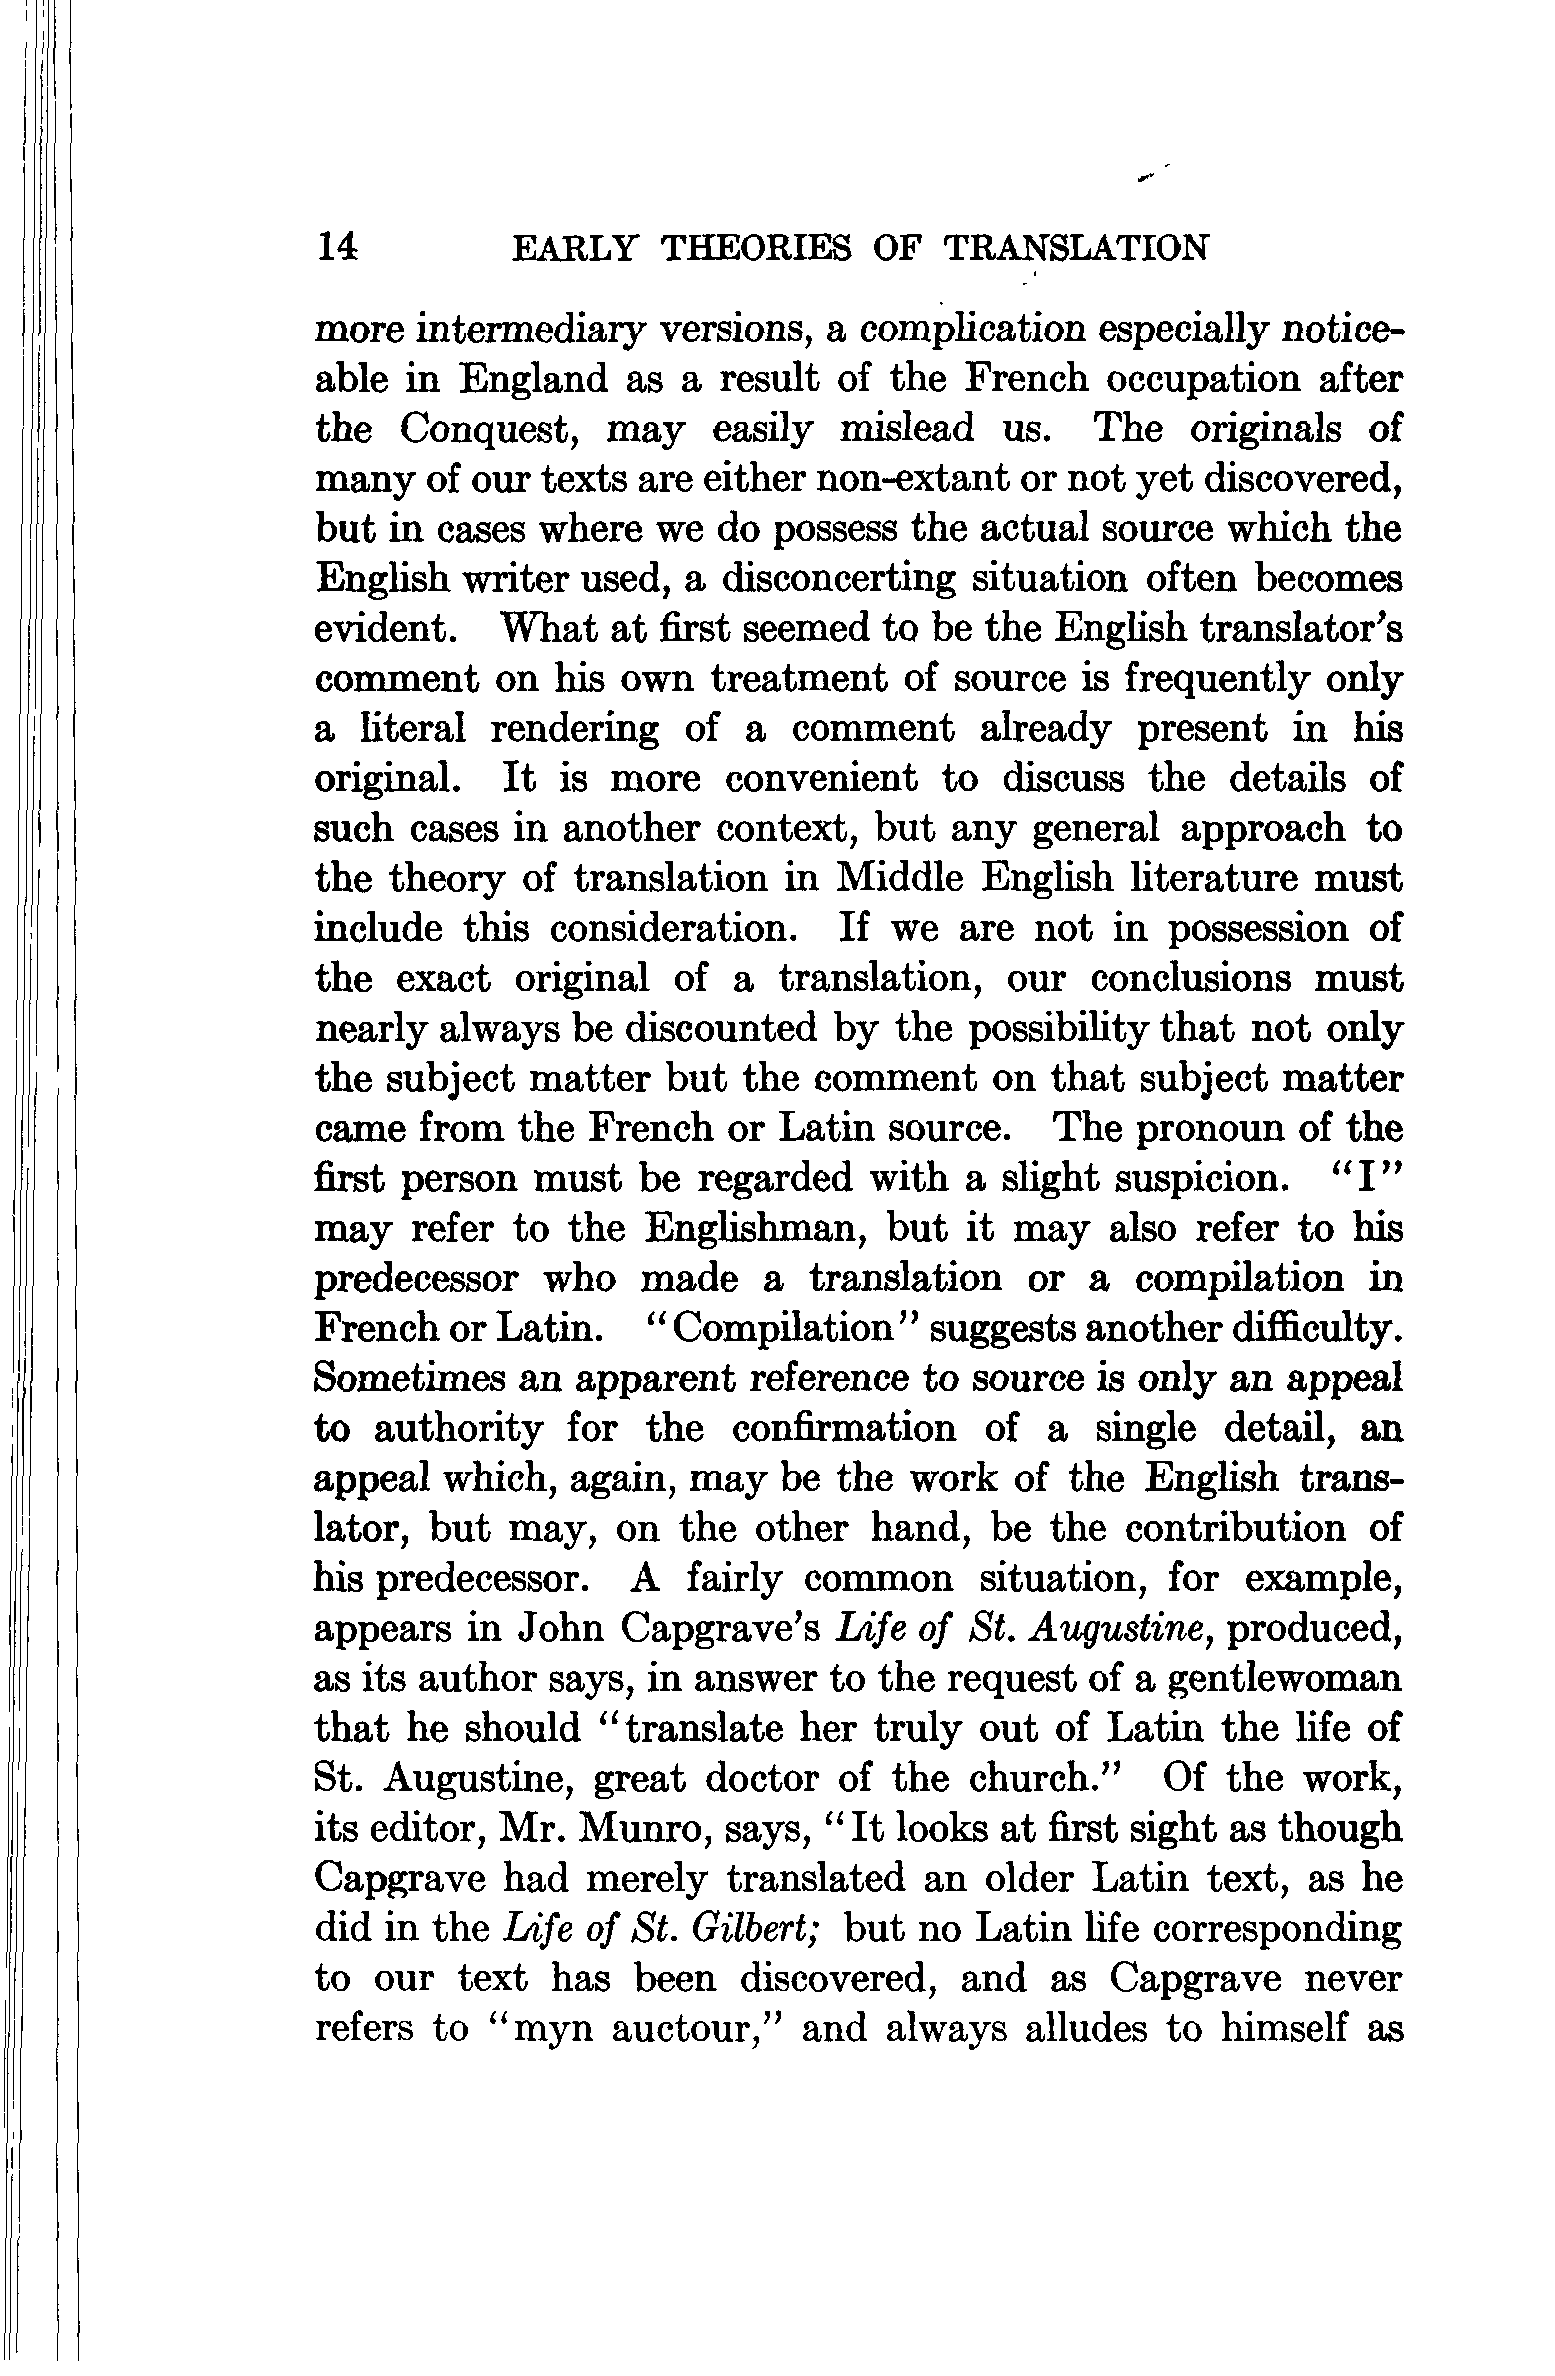 14 EARLY THEORIES OF TRANSLATION
more intermediary versions, a complication especially notice-
able in England as a result of the French occupation after
the Conquest, may easily mislead us. The originals of
many of our texts are either non-extant or not yet discovered,
but in cases where we do possess the actual source which the
English writer used, a disconcerting situation often becomes
evident. What at first seemed to be the English translator's
comment on his own treatment of source is frequently only
a literal rendering of a comment already present in his
original. It is more convenient to discuss the details of
such cases in another context, but any general approach to
the theory of translation in Middle English literature must
include this consideration. If we are not in possession of
the exact original of a translation, our conclusions must
nearly always be discounted by the possibility that not only
the subject matter but the comment on that subject matter
came from the French or Latin source. The pronoun of the
first person must be regarded with a slight suspicion. “I”
may refer to the Englishman, but it may also refer to his
predecessor who made a translation or a compilation in
French or Latin. “Compilation” suggests another difficulty.
Sometimes an apparent reference to source is only an appeal
to authority for the confirmation of a single detail, an
appeal which, again, may be the work of the English trans-
lator, but may, on the other hand, be the contribution of
his predecessor. A fairly common situation, for example,
appears in John Capgrave's Life of St. Augustine, produced,
as its author says, in answer to the request of a gentlewoman
that he should “translate her truly out of Latin the life of
St. Augustine, great doctor of the church.” Of the work,
its editor, Mr. Munro, says, “It looks at first sight as though
Capgrave had merely translated an older Latin text, as he
did in the Life of St. Gilbert; but no Latin life corresponding
to our text has been discovered, and as Capgrave never
refers to “myn auctour,” and always alludes to himself as